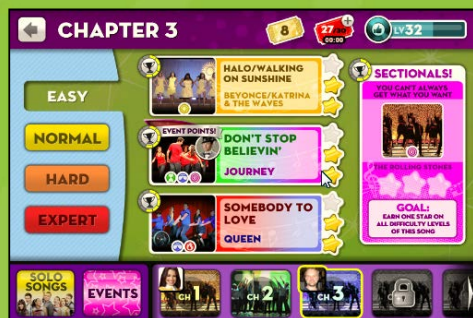 CHAPTER 3
8
27
00:00
LV32
EASY
NORMAL
HARD
EXPERT
HALO/WALKING
ON SUNSHINE
BEYONCE/KATRINA
& THE WAVES
EVENT POINTS!
DON'T STOP
BELIEVIN'
JOURNEY
SOMEBODY TO
LOVE
QUEEN
SECTIONALS!
YOU CAN'T ALWAYS
GET WHAT YOU WANT
THE ROLLING STONES
GOAL:
EARN ONE STAR ON
ALL DIFFICULTY LEVELS
OF THIS SONG
SOLO
SONGS
EVENTS
CH 1
CH 2
CH 3